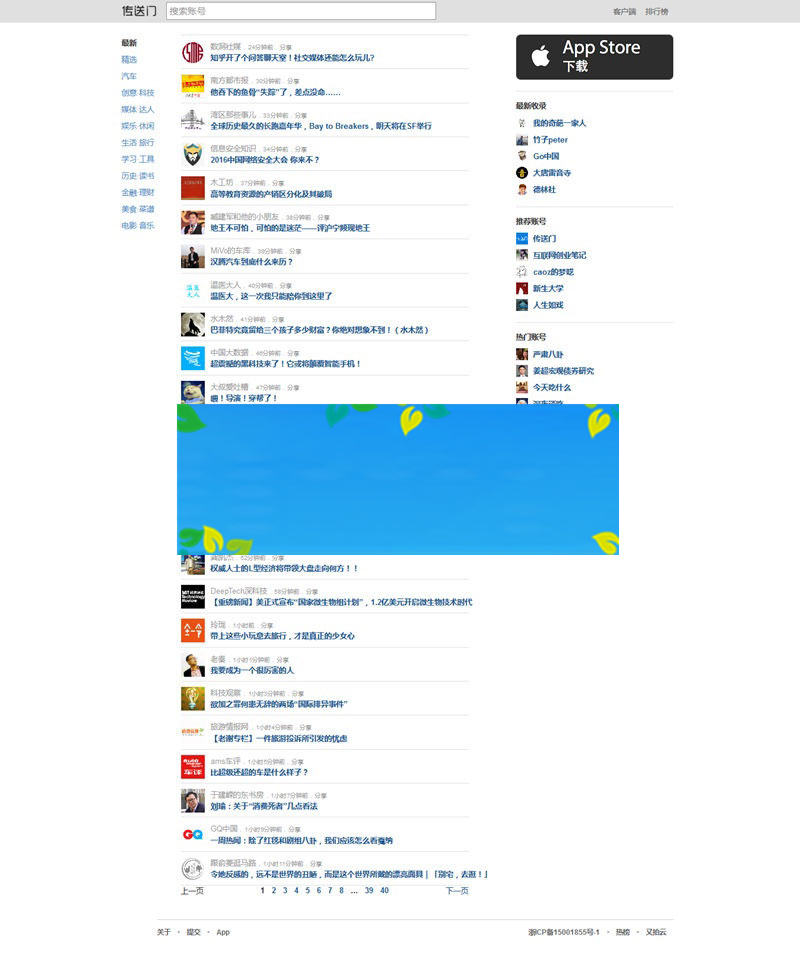 传送门
搜索账号
客户端 排行榜
最新
精选
汽车
创意 科技
媒体 达人
娱乐 休闲
生活 旅行
学习 工具
历史 读书
金融 理财
美食 菜谱
电影 音乐
数洞社媒 . 24分钟前 . 分享
知乎开了个问答聊天室！社交媒体还能怎么玩儿？
南方都市报 . 30分钟前 . 分享
他吞下的鱼骨“失踪”了，差点没命……
湾区那些事儿 . 33分钟前 . 分享
全球历史最久的长跑嘉年华，Bay to Breakers，明天将在SF举行
信息安全知识 . 34分钟前 . 分享
2016中国网络安全大会 你来不？
木工坊 . 37分钟前 . 分享
高等教育资源的产销区分化及其破局
臧建军和他的小朋友 . 38分钟前 . 分享
地王不可怕，可怕的是迷茫——评沪宁频现地王
MiVo的车库 . 38分钟前 . 分享
汉腾汽车到底什么来历？
温医大人 . 40分钟前 . 分享
温医大，这一次我只能陪你到这里了
水木然 . 41分钟前 . 分享
巴菲特究竟留给三个孩子多少财富？你绝对想象不到！（水木然）
中国大数据 . 46分钟前 . 分享
超震撼的黑科技来了！它或将颠覆智能手机！
大叔爱吐槽 . 47分钟前 . 分享
喂！导演！穿帮了！
权威人士的L型经济将带领大盘走向何方！！
DeepTech深科技 58分钟前 . 分享
【重磅新闻】美正式宣布“国家微生物组计划”，1.2亿美元开启微生物技术时代
玲珑 . 1小时前 . 分享
带上这些小玩意去旅行，才是真正的少女心
老秦 . 1小时1分钟前 . 分享
我要成为一个很厉害的人
科技观察 . 1小时3分钟前 . 分享
欲加之罪何患无辞的两场“国际排异事件”
旅游情报网 . 1小时4分钟前 . 分享
【老谢专栏】一件旅游投诉所引发的忧虑
ams车评 . 1小时5分钟前 . 分享
比超级还超的车是什么样子？
于建嵘的东书房 . 1小时7分钟前 . 分享
刘瑜：关于“消费死者”几点看法
GQ中国 . 1小时9分钟前 . 分享
一周热闻：除了红毯和剧组八卦，我们应该怎么看戛纳
跟俞菱逛马路 . 1小时11分钟前 . 分享
令她反感的，远不是世界的丑陋，而是这个世界所戴的漂亮面具｜「别宅，去逛！」
上一页 1 2 3 4 5 6 7 8 ... 39 40 下一页
App Store
下载
最新收录
我的奇葩一家人
竹子peter
Go中国
大唐雷音寺
德林社
推荐账号
传送门
互联网创业笔记
caoz的梦呓
新生大学
人生如戏
热门账号
严肃八卦
姜超宏观债券研究
今天吃什么
关于 · 提交 · App
浙ICP备15001855号-1 · 热榜 · 又拍云